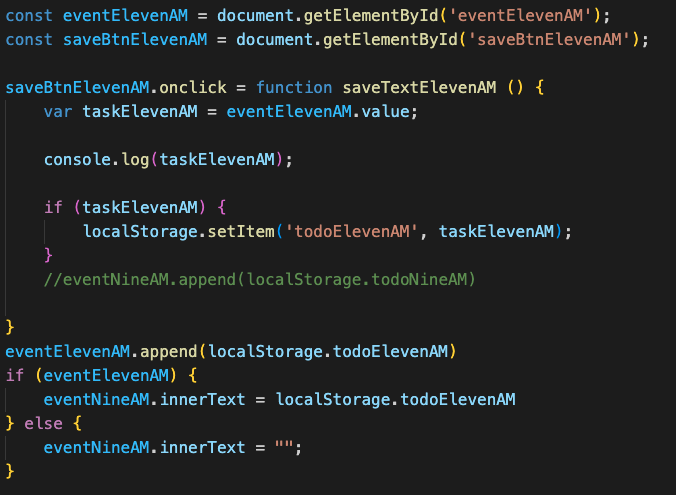 const eventElevenAM = document.getElementById('eventElevenAM');
const saveBtnElevenAM = document.getElementById('saveBtnElevenAM');

saveBtnElevenAM.onclick = function saveTextElevenAM () {
    var taskElevenAM = eventElevenAM.value;

    console.log(taskElevenAM);

    if (taskElevenAM) {
        localStorage.setItem('todoElevenAM', taskElevenAM);
    }
    //eventNineAM.append(localStorage.todoNineAM)

}
eventElevenAM.append(localStorage.todoElevenAM)
if (eventElevenAM) {
    eventNineAM.innerText = localStorage.todoElevenAM
} else {
    eventNineAM.innerText = "";
}